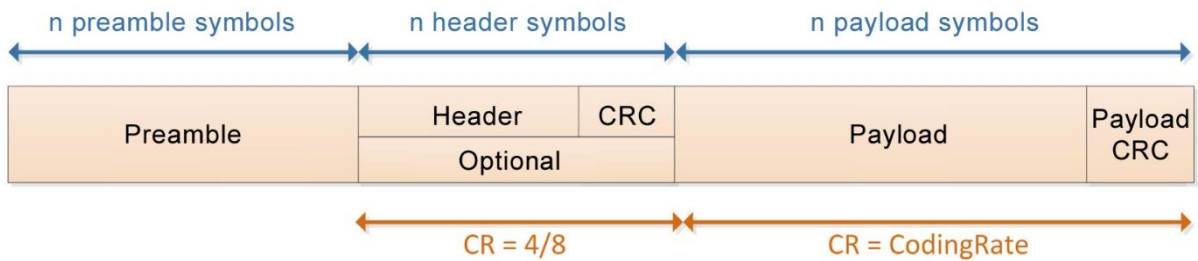 n preamble symbols n header symbols n payload symbols
Preamble Header CRC Payload Payload CRC
Optional
CR = 4/8 CR = CodingRate